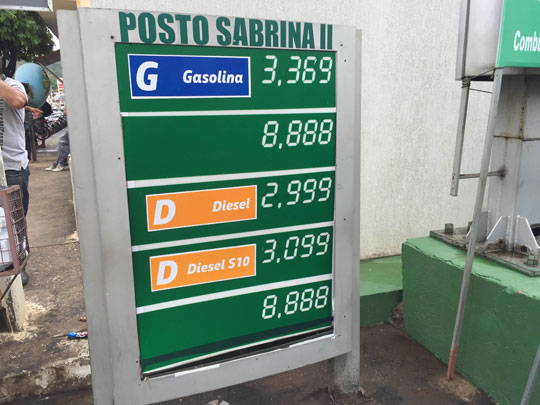 POSTO SABRINA II
G Gasolina 3,369
8,888
D Diesel 2,999
D Diesel S10 3,099
8,888
Combu